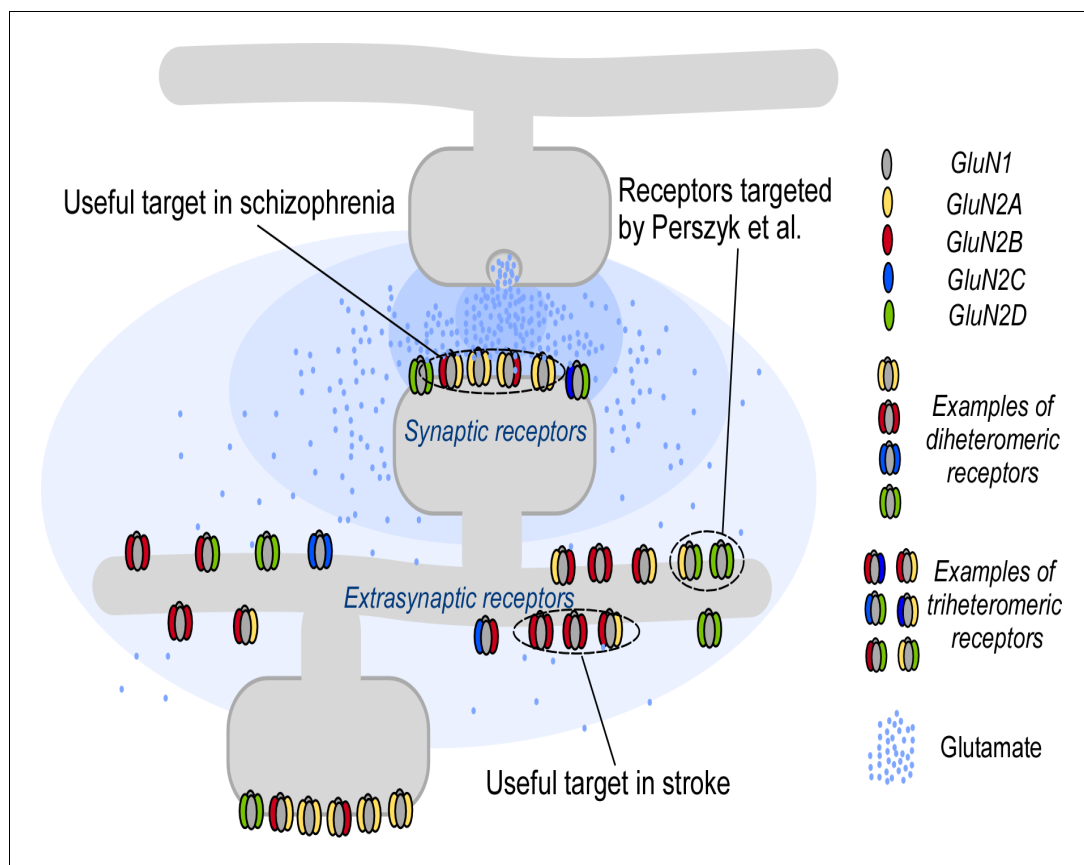 Useful target in schizophrenia
Receptors targeted
by Perszyk et al.
GluN1
GluN2A
GluN2B
GluN2C
GluN2D
Synaptic receptors
Examples of
diheteromeric
receptors
Extrasynaptic receptors
Examples of
triheteromeric
receptors
Glutamate
Useful target in stroke